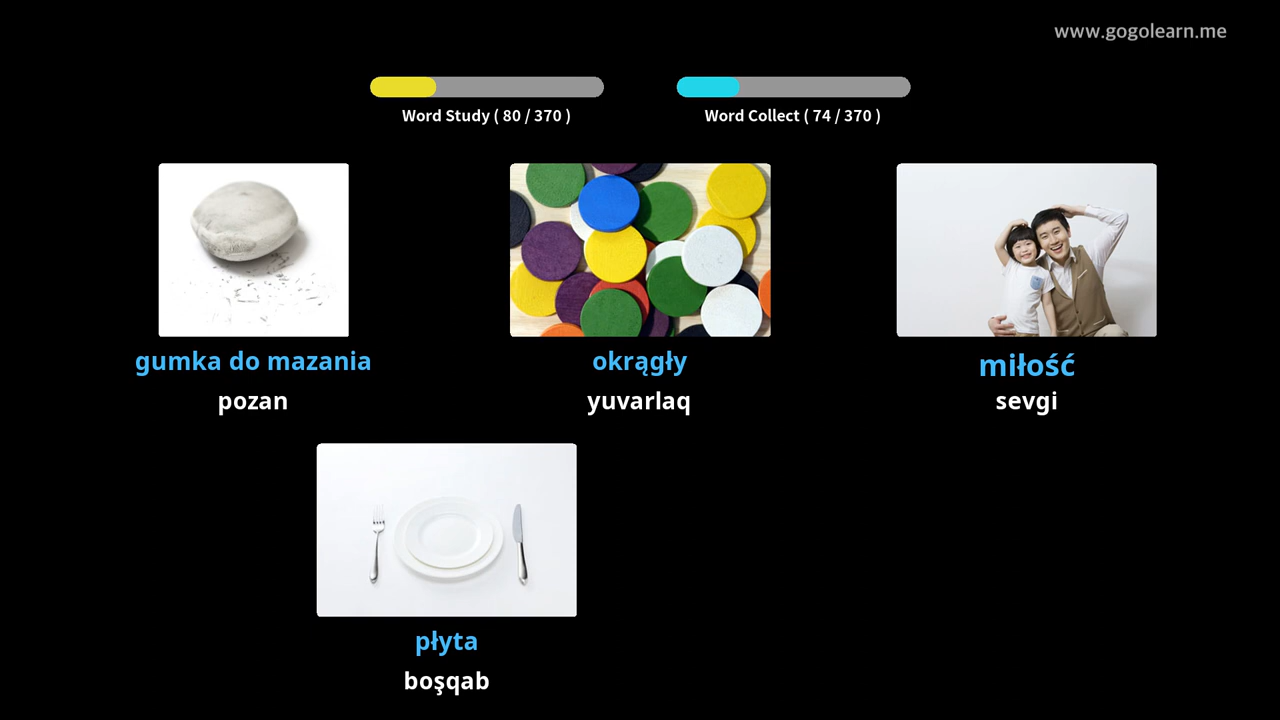 www.gogolearn.me
Word Study ( 80 / 370 )
Word Collect ( 74 / 370 )
gumka do mazania
pozan
okrągły
yuvarlaq
miłość
sevgi
płyta
boşqab